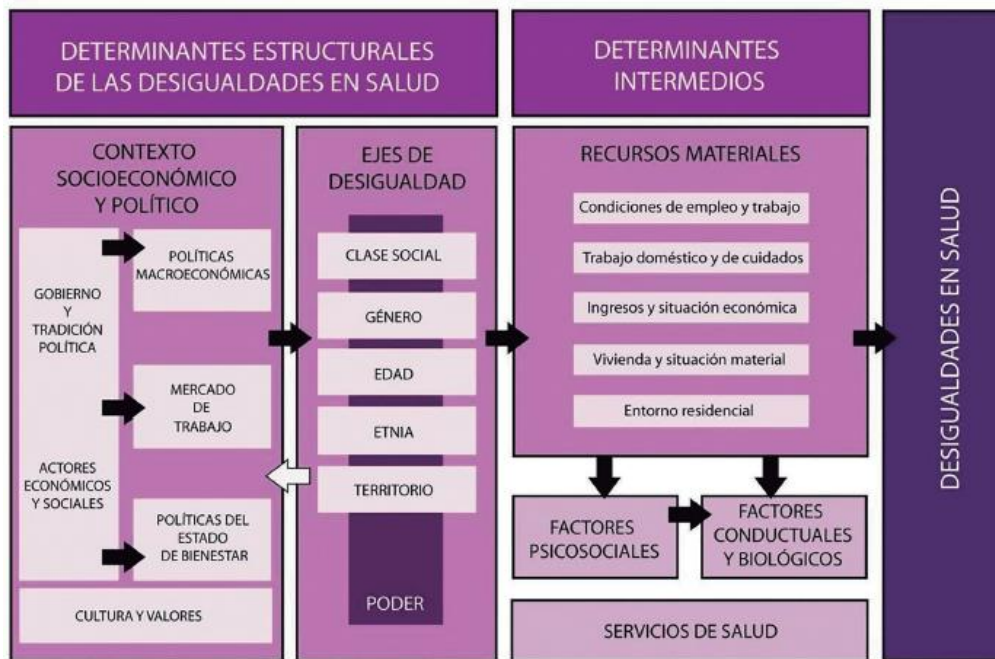 DETERMINANTES ESTRUCTURALES
DE LAS DESIGUALDADES EN SALUD
DETERMINANTES
INTERMEDIOS
CONTEXTO
SOCIOECONÓMICO
Y POLÍTICO
GOBIERNO
Y
TRADICIÓN
POLÍTICA
ACTORES
ECONÓMICOS
Y SOCIALES
POLÍTICAS
MACROECONÓMICAS
MERCADO
DE
TRABAJO
POLÍTICAS DEL
ESTADO
DE BIENESTAR
CULTURA Y VALORES
EJES DE
DESIGUALDAD
CLASE SOCIAL
GÉNERO
EDAD
ETNIA
TERRITORIO
PODER
RECURSOS MATERIALES
Condiciones de empleo y trabajo
Trabajo doméstico y de cuidados
Ingresos y situación económica
Vivienda y situación material
Entorno residencial
FACTORES
PSICOSOCIALES
FACTORES
CONDUCTUALES
Y BIOLÓGICOS
SERVICIOS DE SALUD
DESIGUALDADES EN SALUD